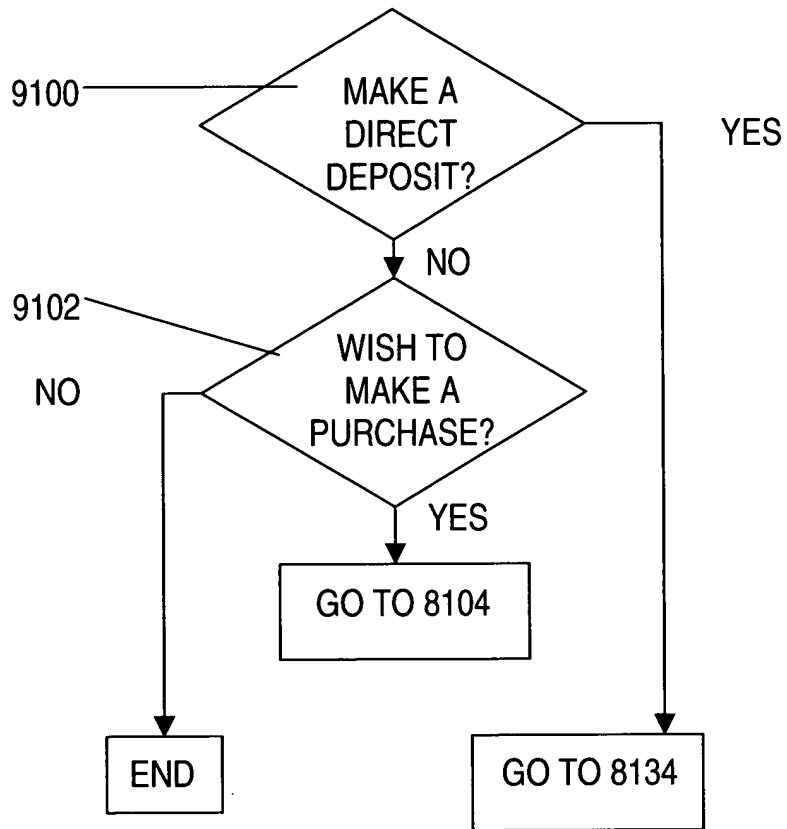 9100
MAKE A
DIRECT
DEPOSIT?
YES
NO
9102
WISH TO
MAKE A
PURCHASE?
NO
YES
GO TO 8104
END
GO TO 8134